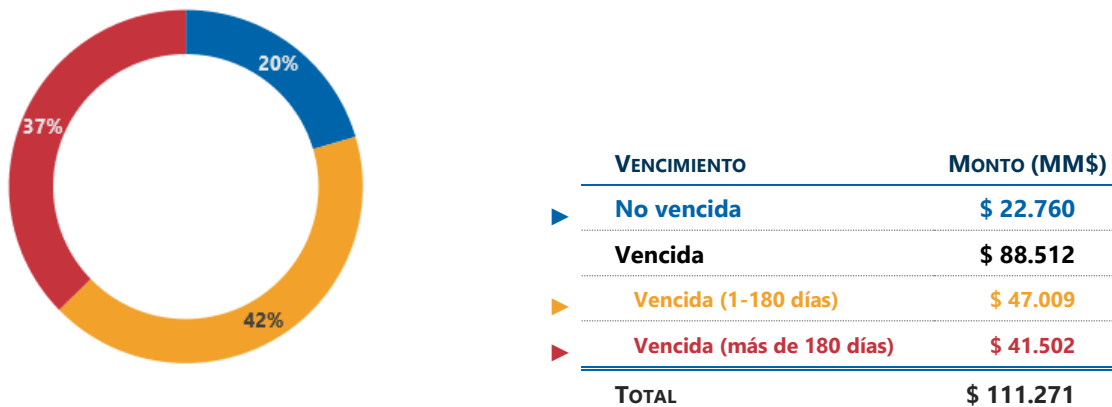 20%
37%
42%
VENCIMIENTO MONTO (MM$)
No vencida $ 22.760
Vencida $ 88.512
Vencida (1-180 días) $ 47.009
Vencida (más de 180 días) $ 41.502
TOTAL $ 111.271